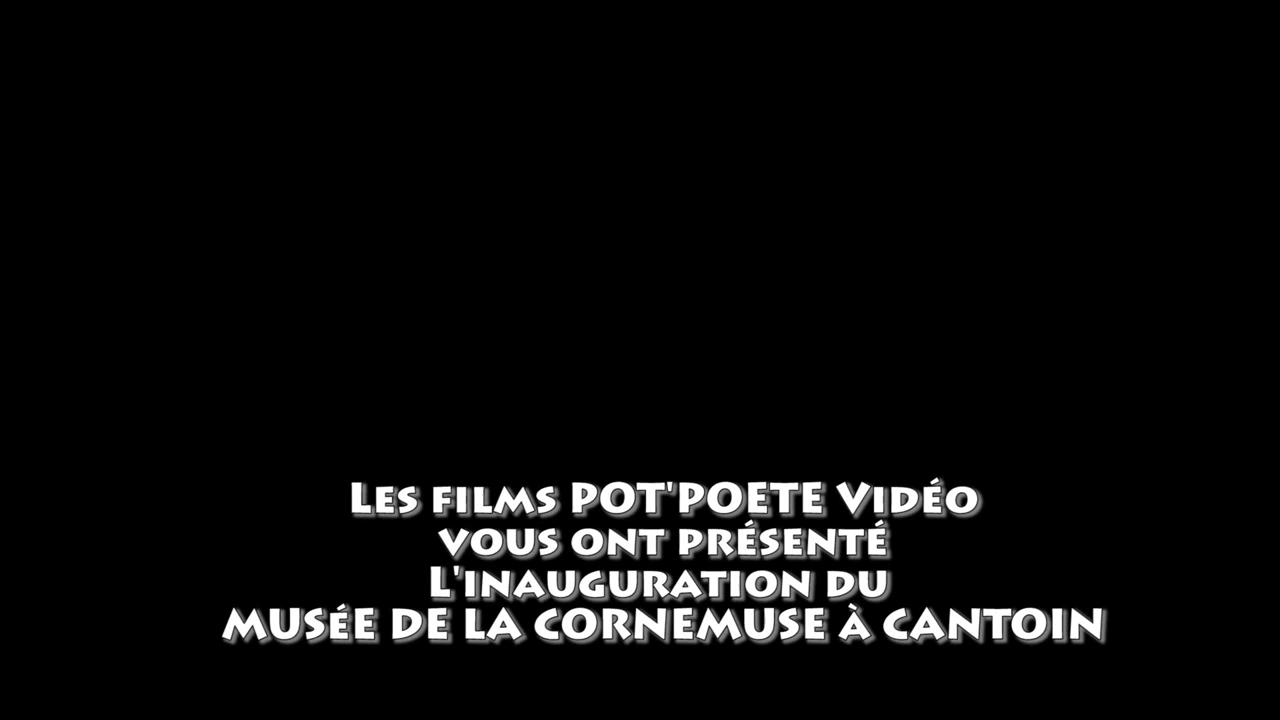 Les films POT'POETE Vidéo
vous ont présenté
L'inauguration du
MUSéE DE LA CORNEMUSE à CANTOIN